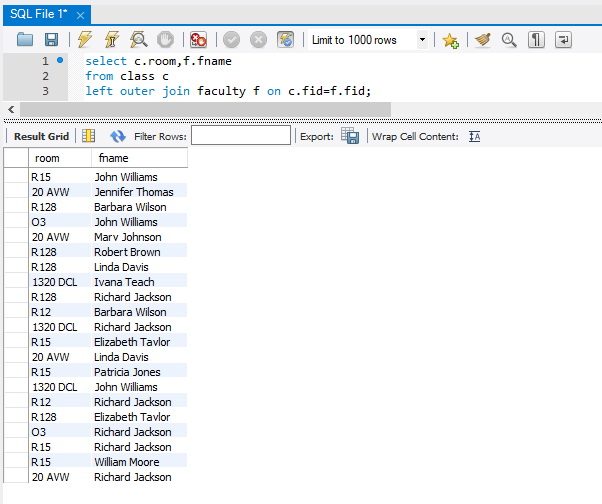 SQL File 1*
Limit to 1000 rows
1 select c.room,f.fname
2 from class c
3 left outer join faculty f on c.fid=f.fid;
Result Grid Filter Rows: Export: Wrap Cell Content:
room fname
R15 John Williams
20 AVW Jennifer Thomas
R128 Barbara Wilson
O3 John Williams
20 AVW Mary Johnson
R128 Robert Brown
R128 Linda Davis
1320 DCL Ivana Teach
R128 Richard Jackson
R12 Barbara Wilson
1320 DCL Richard Jackson
R15 Elizabeth Taylor
20 AVW Linda Davis
R15 Patricia Jones
1320 DCL John Williams
R12 Richard Jackson
R128 Elizabeth Taylor
O3 Richard Jackson
R15 Richard Jackson
R15 William Moore
20 AVW Richard Jackson